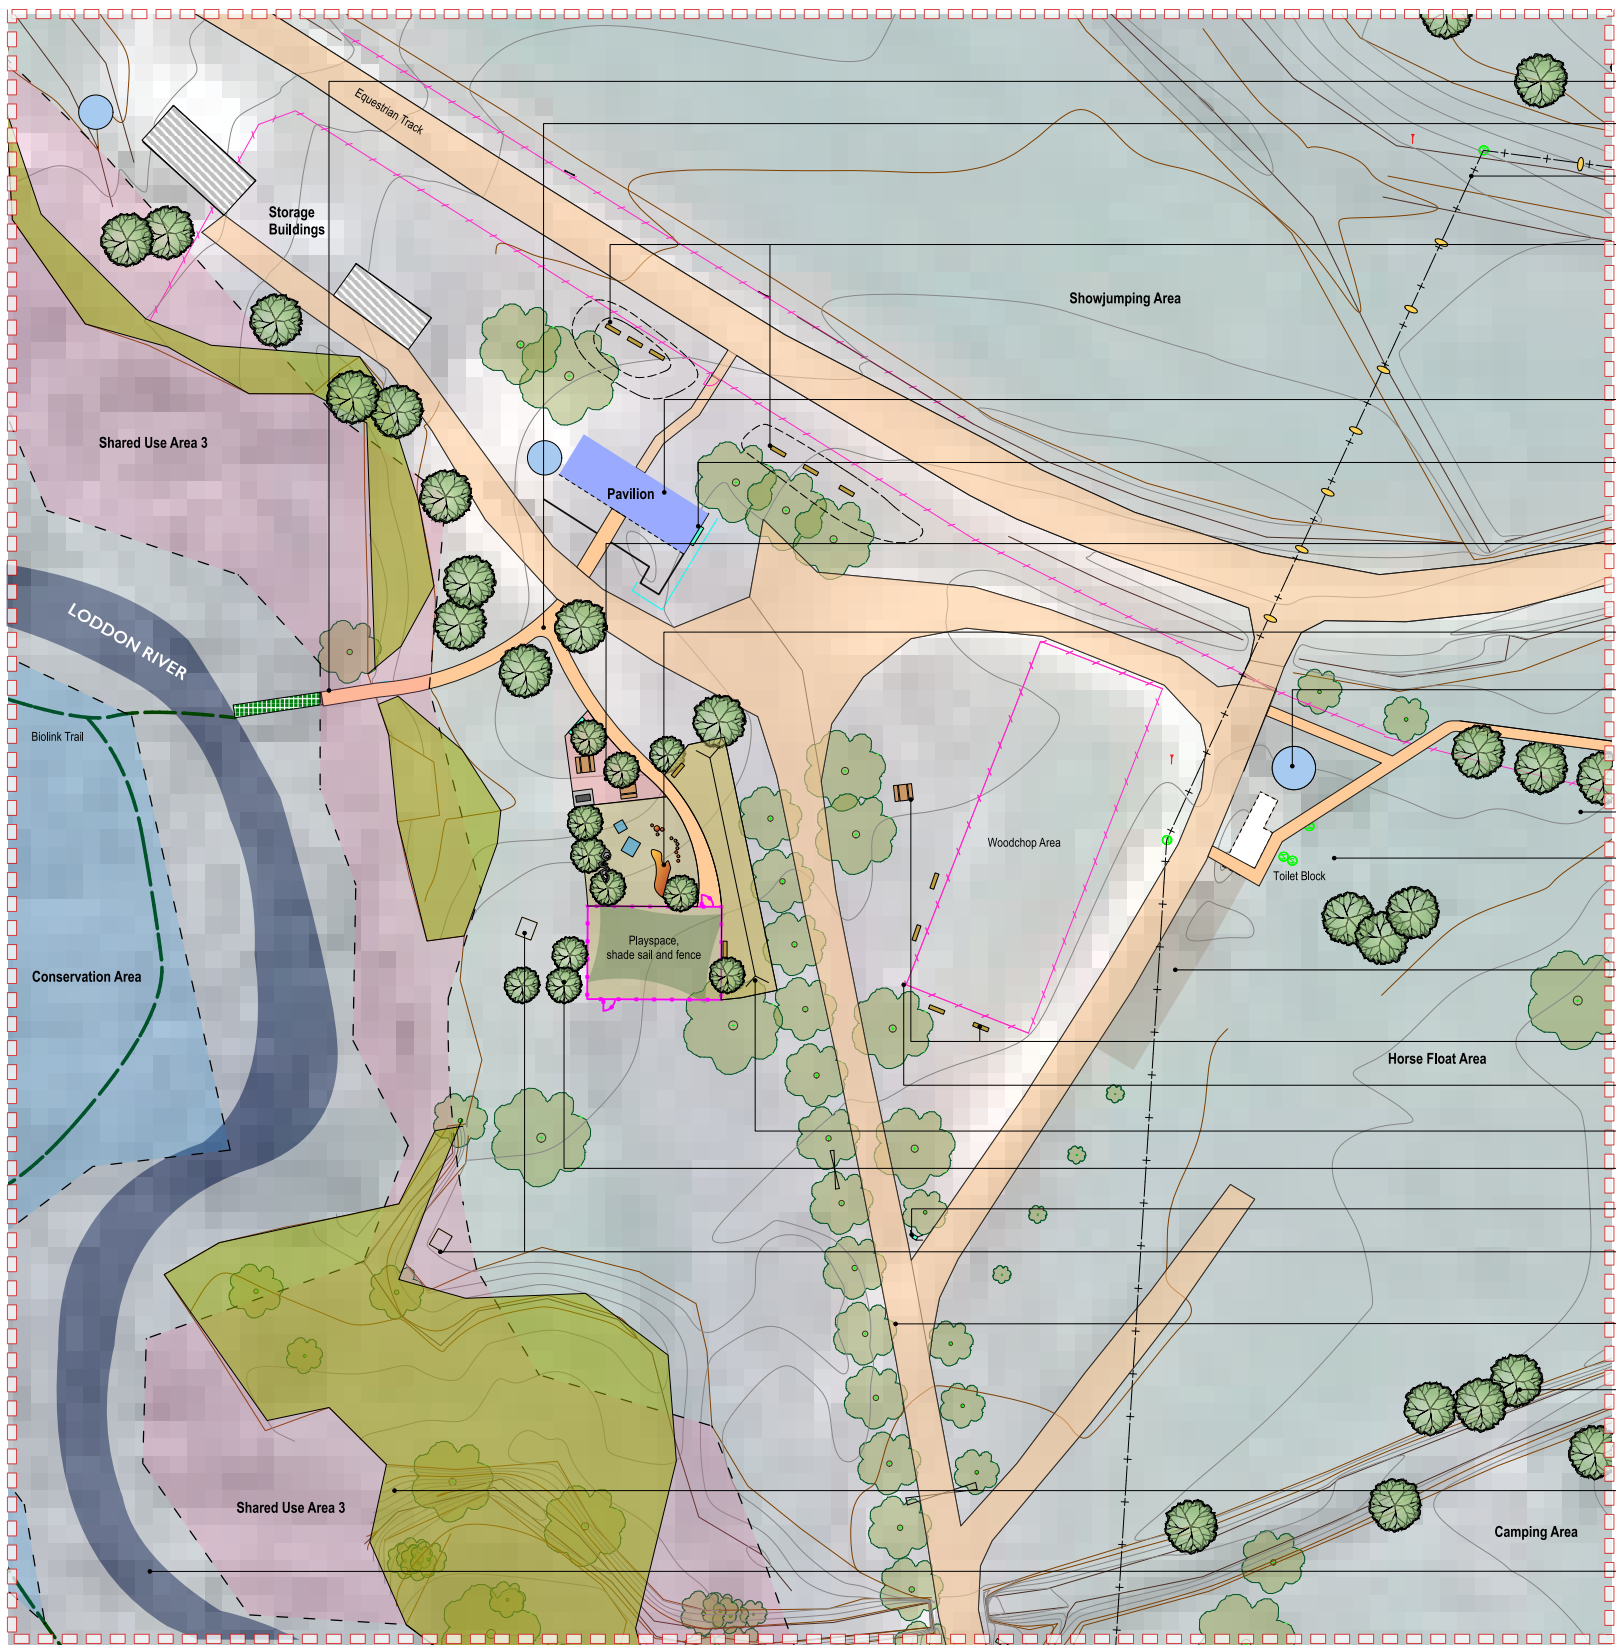 Equestrian Track
Storage
Buildings
Showjumping Area
Shared Use Area 3
Pavilion
LODDON RIVER
Biolink Trail
Woodchop Area
Toilet Block
Playspace,
shade sail and fence
Conservation Area
Horse Float Area
Shared Use Area 3
Camping Area